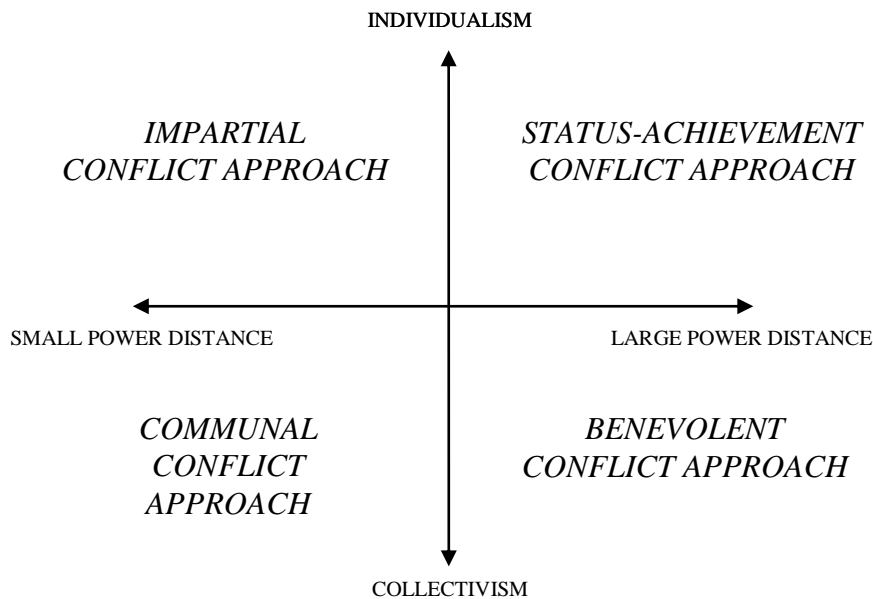 INDIVIDUALISM
IMPARTIAL
CONFLICT APPROACH
STATUS-ACHIEVEMENT
CONFLICT APPROACH
SMALL POWER DISTANCE
LARGE POWER DISTANCE
COMMUNAL
CONFLICT
APPROACH
BENEVOLENT
CONFLICT APPROACH
COLLECTIVISM